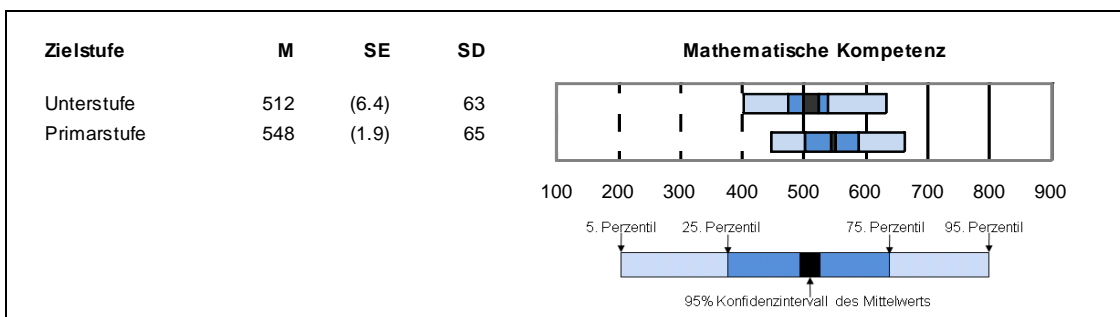 Zielstufe M SE SD Mathematische Kompetenz
Unterstufe 512 (6.4) 63
Primarstufe 548 (1.9) 65
100 200 300 400 500 600 700 800 900
5. Perzentil 25. Perzentil 75. Perzentil 95. Perzentil
95% Konfidenzintervall des Mittelwerts